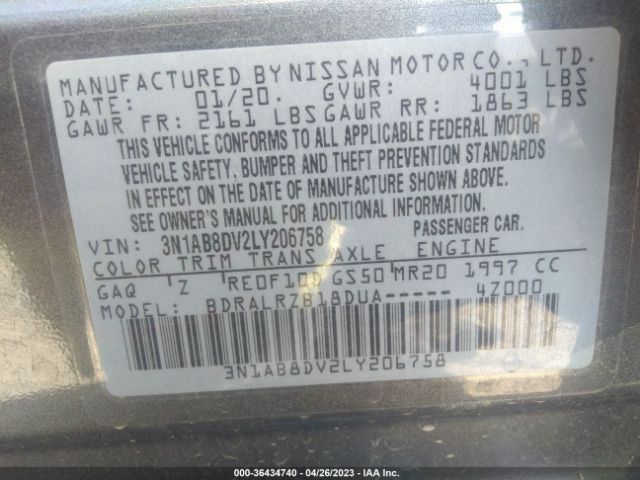 MANUFACTURED BY NISSAN MOTOR CO., LTD.
DATE: 01/20. GVWR: 4001 LBS
GAWR FR: 2161 LBS GAWR RR: 1863 LBS
THIS VEHICLE CONFORMS TO ALL APPLICABLE FEDERAL MOTOR
VEHICLE SAFETY, BUMPER AND THEFT PREVENTION STANDARDS
IN EFFECT ON THE DATE OF MANUFACTURE SHOWN ABOVE.
SEE OWNER'S MANUAL FOR ADDITIONAL INFORMATION.
VIN: 3N1AB8DV2LY206758 PASSENGER CAR.
COLOR TRIM TRANS AXLE ENGINE
GAQ Z RE0F10D GS50 MR20 1997 CC
MODEL: BDRALRZB18DUA----- 4Z000
3N1AB8DV2LY206758
000-36434740 - 04/26/2023 - IAA Inc.